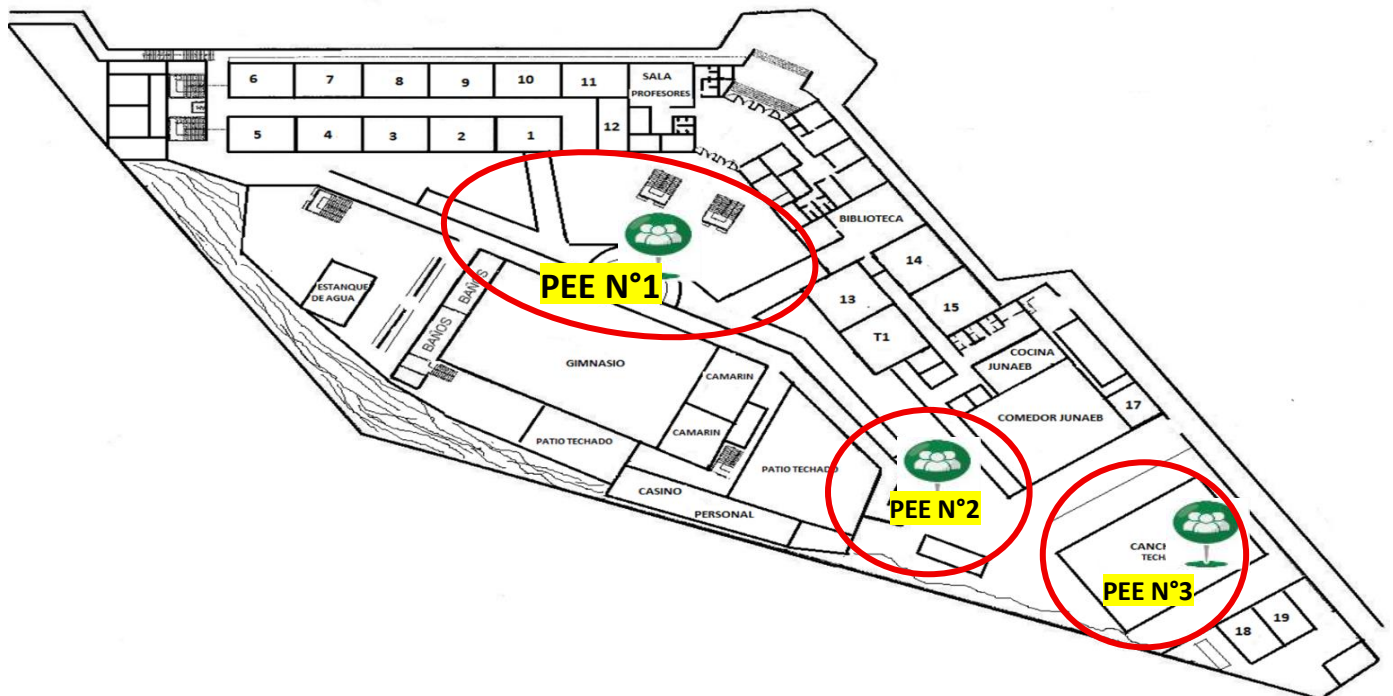 6
7
8
9
10
11
SALA
PROFESORES
5
4
3
2
1
12
BIBLIOTECA
PEE N°1
14
13
15
T1
ESTANQUE
DE AGUA
BAÑOS
BAÑOS
GIMNASIO
CAMARIN
CAMARIN
COCINA
JUNAEB
17
COMEDOR JUNAEB
PATIO TECHADO
PATIO TECHADO
CASINO
PERSONAL
PEE N°2
PEE N°3
18
19